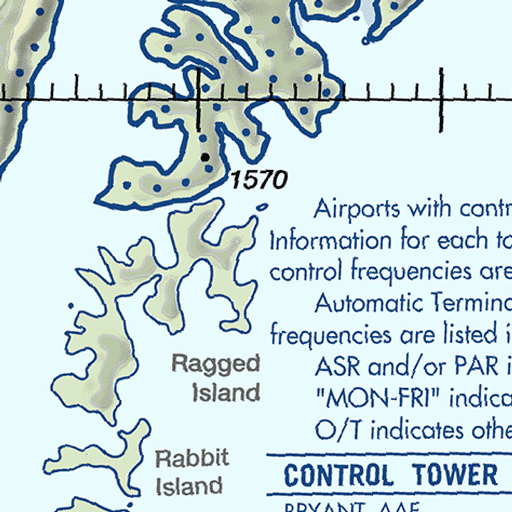 1570
Airports with contr
Information for each to
control frequencies are
Automatic Termina
frequencies are listed i
ASR and/or PAR i
"MON-FRI" indica
O/T indicates othe
Ragged
Island
Rabbit
Island
CONTROL TOWER
BRYANT AAF